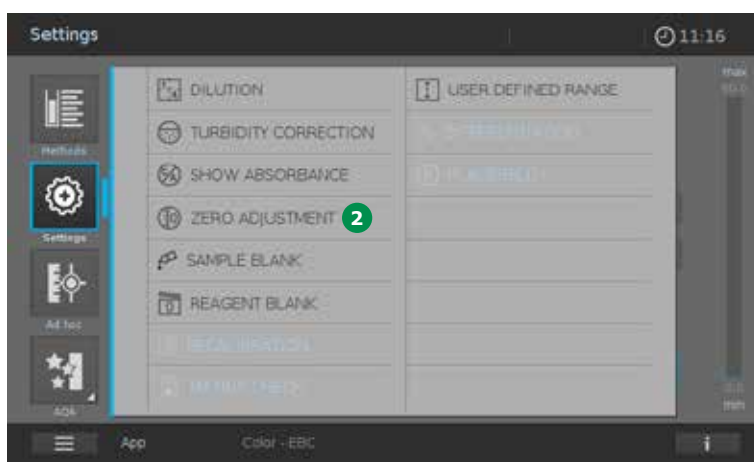 Settings
11:16
Methods
Settings
Ad hoc
AQA
DILUTION
TURBIDITY CORRECTION
SHOW ABSORBANCE
ZERO ADJUSTMENT 2
SAMPLE BLANK
REAGENT BLANK
RECALIBRATION
USER DEFINED RANGE
max
min
App
Color - EBC
i